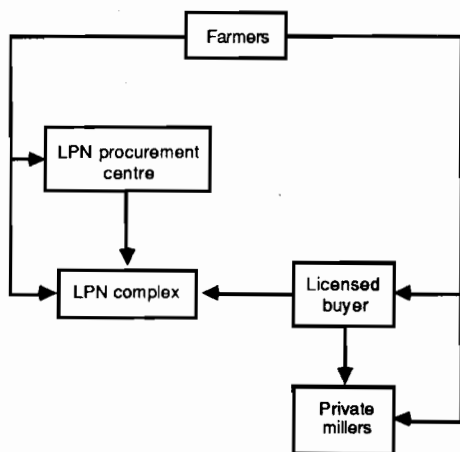 Farmers
LPN procurement
centre
LPN complex
Licensed
buyer
Private
millers